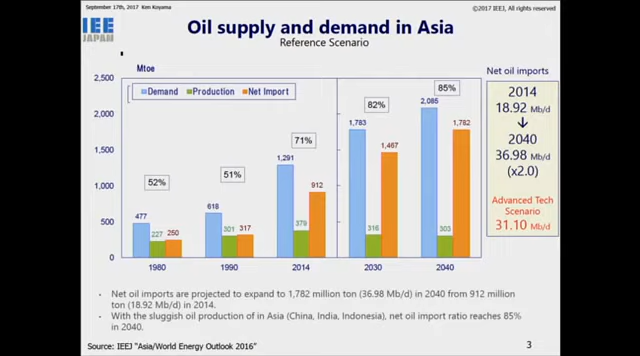 September 17th, 2017 Ken Koyama
©2017 IEEJ, All rights reserved
IEE
JAPAN
Oil supply and demand in Asia
Reference Scenario
Mtoe
2,500
2,000
1,500
1,000
500
0
Demand Production Net Import
477
227
250
52%
618
301
317
51%
1,291
379
912
71%
1,783
316
1,467
82%
2,085
303
1,782
85%
1980 1990 2014 2030 2040
Net oil imports
2014
18.92 Mb/d
2040
36.98 Mb/d
(x2.0)
Advanced Tech
Scenario
31.10 Mb/d
• Net oil imports are projected to expand to 1,782 million ton (36.98 Mb/d) in 2040 from 912 million
ton (18.92 Mb/d) in 2014.
• With the sluggish oil production of in Asia (China, India, Indonesia), net oil import ratio reaches 85%
in 2040.
Source: IEEJ "Asia/World Energy Outlook 2016"
3